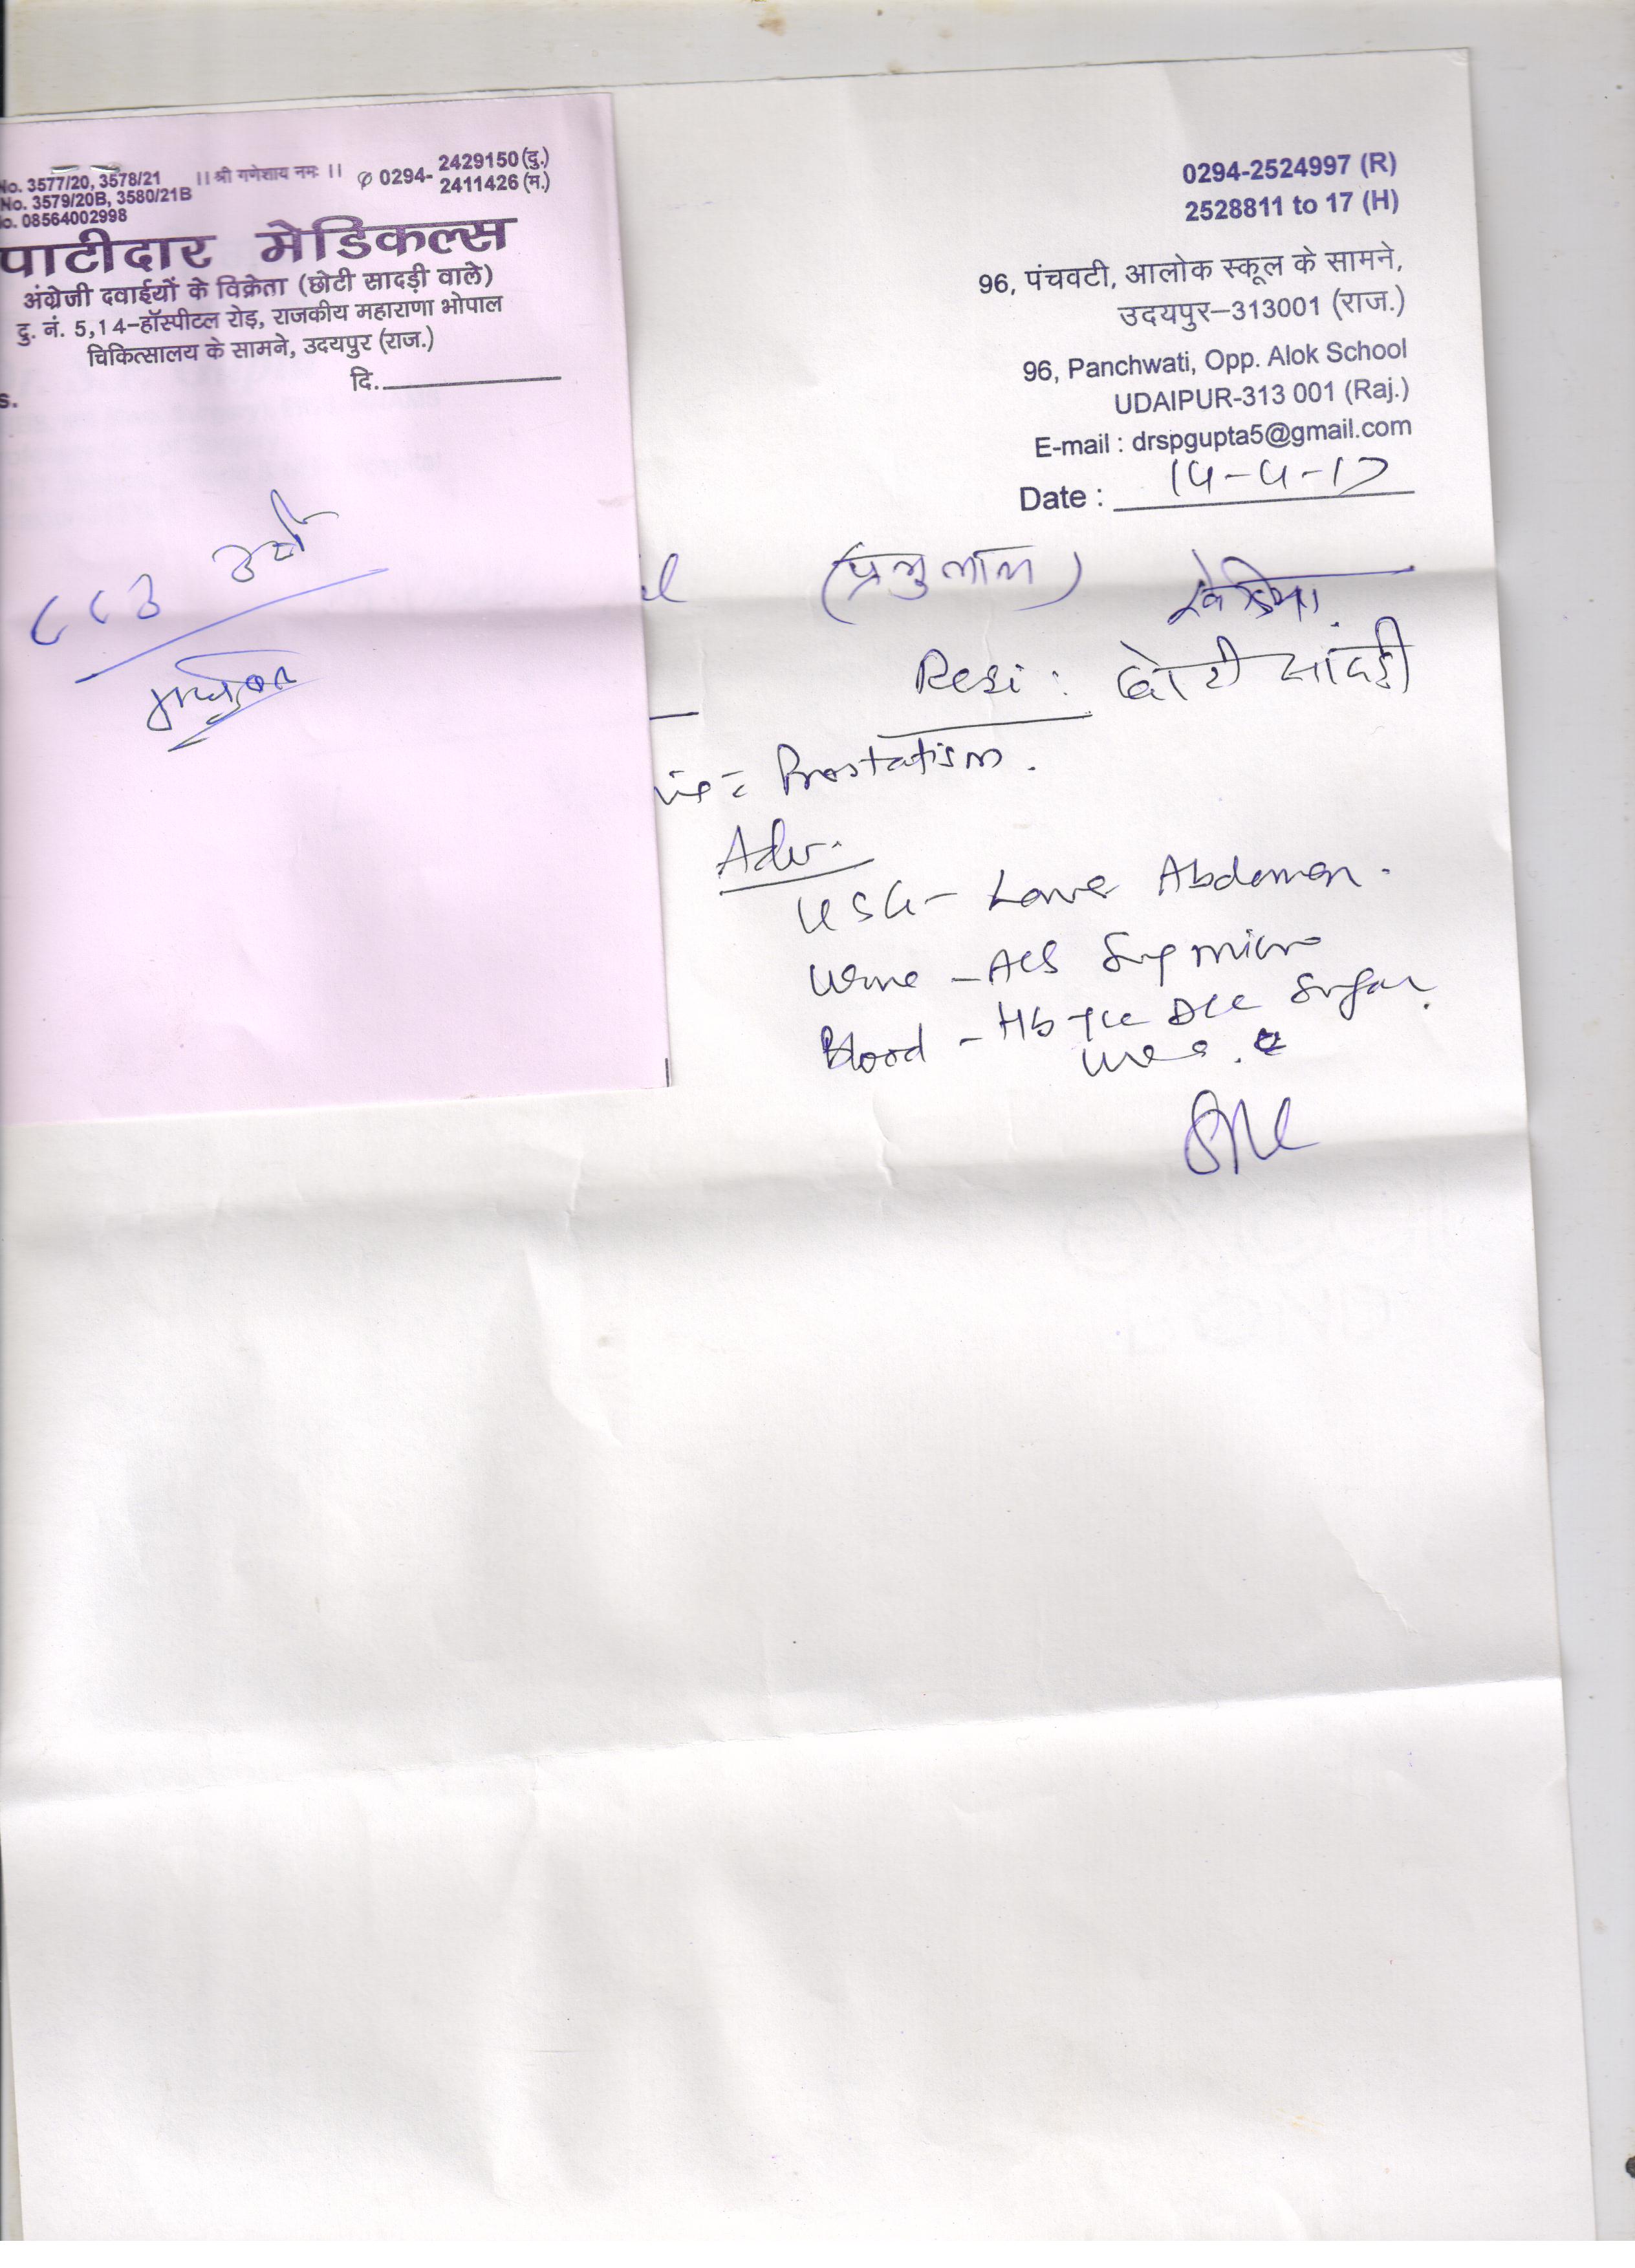 No. 3577/20, 3578/21
No. 3579/20B, 3580/21B
o. 08564002998
।। श्री गणेशाय नमः ।।
0294- 2429150 (दु.)
2411426 (म.)
पाटीदार मेडिकल्स
अंग्रेजी दवाईयों के विक्रेता (छोटी सादड़ी वाले)
दु. नं. 5,14-हॉस्पीटल रोड़, राजकीय महाराणा भोपाल
चिकित्सालय के सामने, उदयपुर (राज.)
दि.
s.
0294-2524997 (R)
2528811 to 17 (H)
96, पंचवटी, आलोक स्कूल के सामने,
उदयपुर–313001 (राज.)
96, Panchwati, Opp. Alok School
UDAIPUR-313 001 (Raj.)
E-mail : drspgupta5@gmail.com
Date : 14-4-17
(प्रभुलाल)
Resi : छोटी सादड़ी
= Prostatism.
Adv.
USG - Lower Abdomen.
Urine - Alb Sug micro
Blood - Hb TLC DLC Sugar.
Urea.